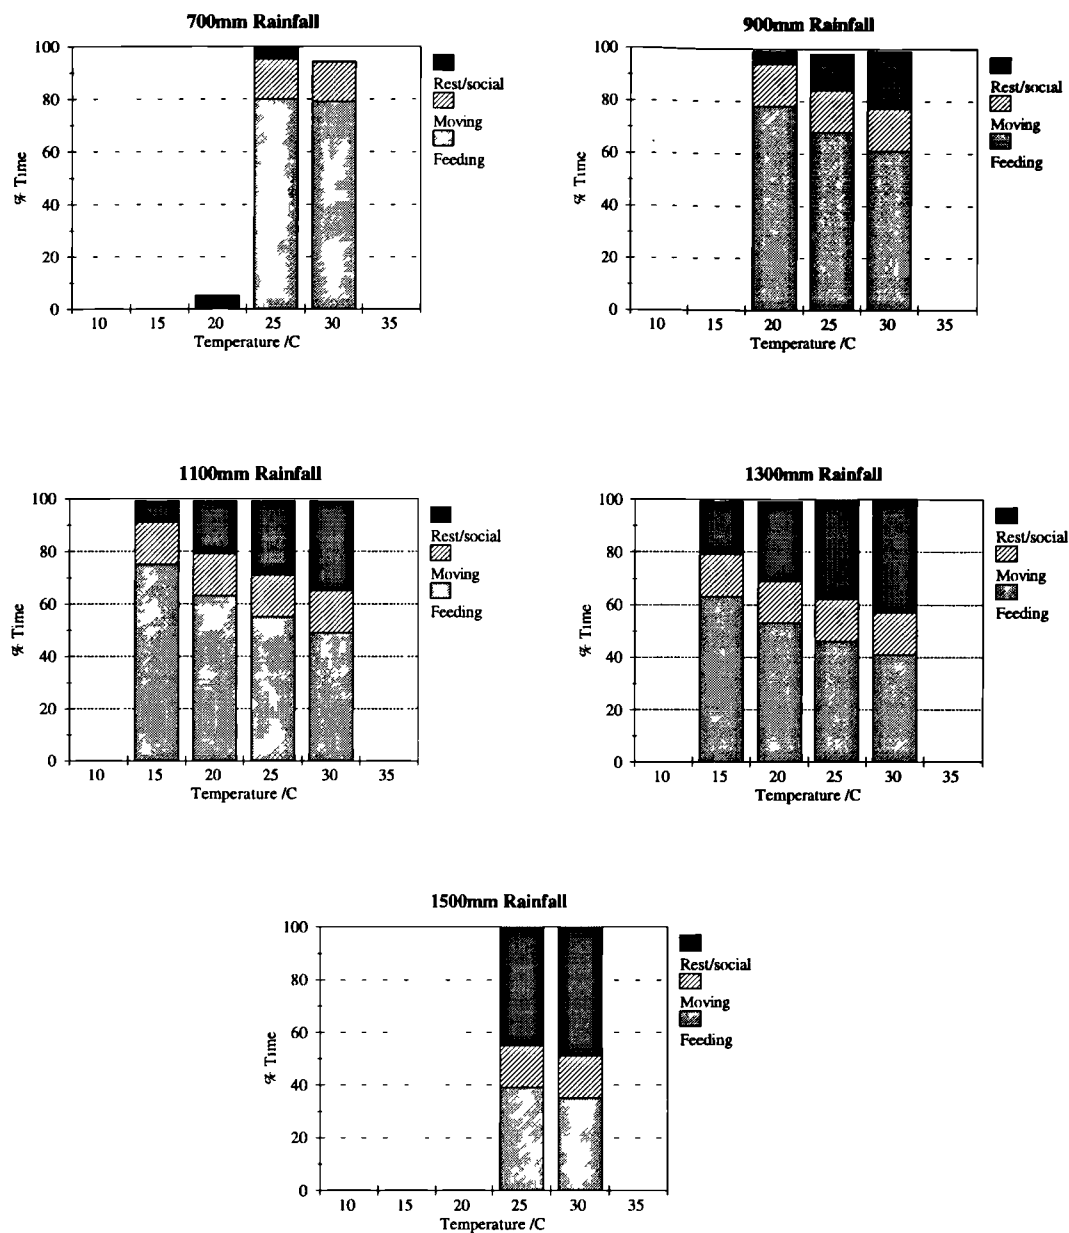 700mm Rainfall
100
80
60
40
20
0
% Time
10 15 20 25 30 35
Temperature /C
Rest/social
Moving
Feeding
900mm Rainfall
100
80
60
40
20
0
% Time
10 15 20 25 30 35
Temperature /C
Rest/social
Moving
Feeding
1100mm Rainfall
100
80
60
40
20
0
% Time
10 15 20 25 30 35
Temperature /C
Rest/social
Moving
Feeding
1300mm Rainfall
100
80
60
40
20
0
% Time
10 15 20 25 30 35
Temperature /C
Rest/social
Moving
Feeding
1500mm Rainfall
100
80
60
40
20
0
% Time
10 15 20 25 30 35
Temperature /C
Rest/social
Moving
Feeding